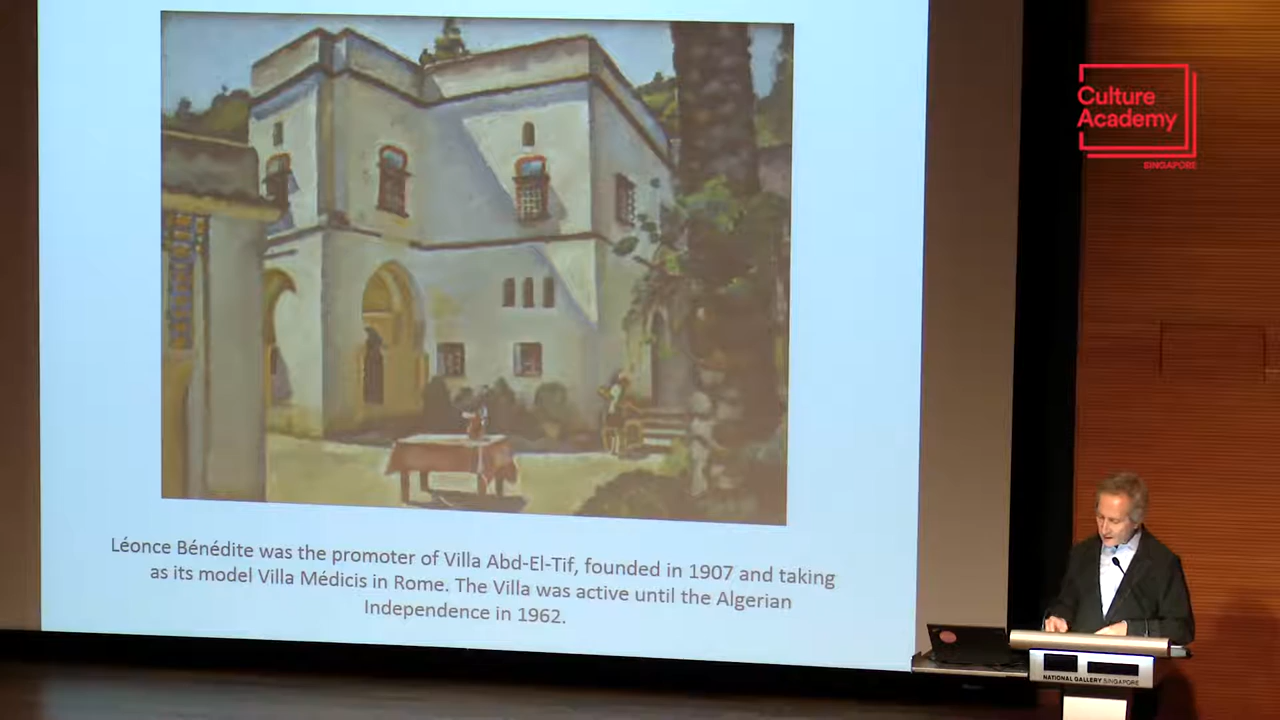 Culture
Academy
SINGAPORE
Léonce Bénédite was the promoter of Villa Abd-El-Tif, founded in 1907 and taking
as its model Villa Médicis in Rome. The Villa was active until the Algerian
Independence in 1962.
NATIONAL GALLERY SINGAPORE